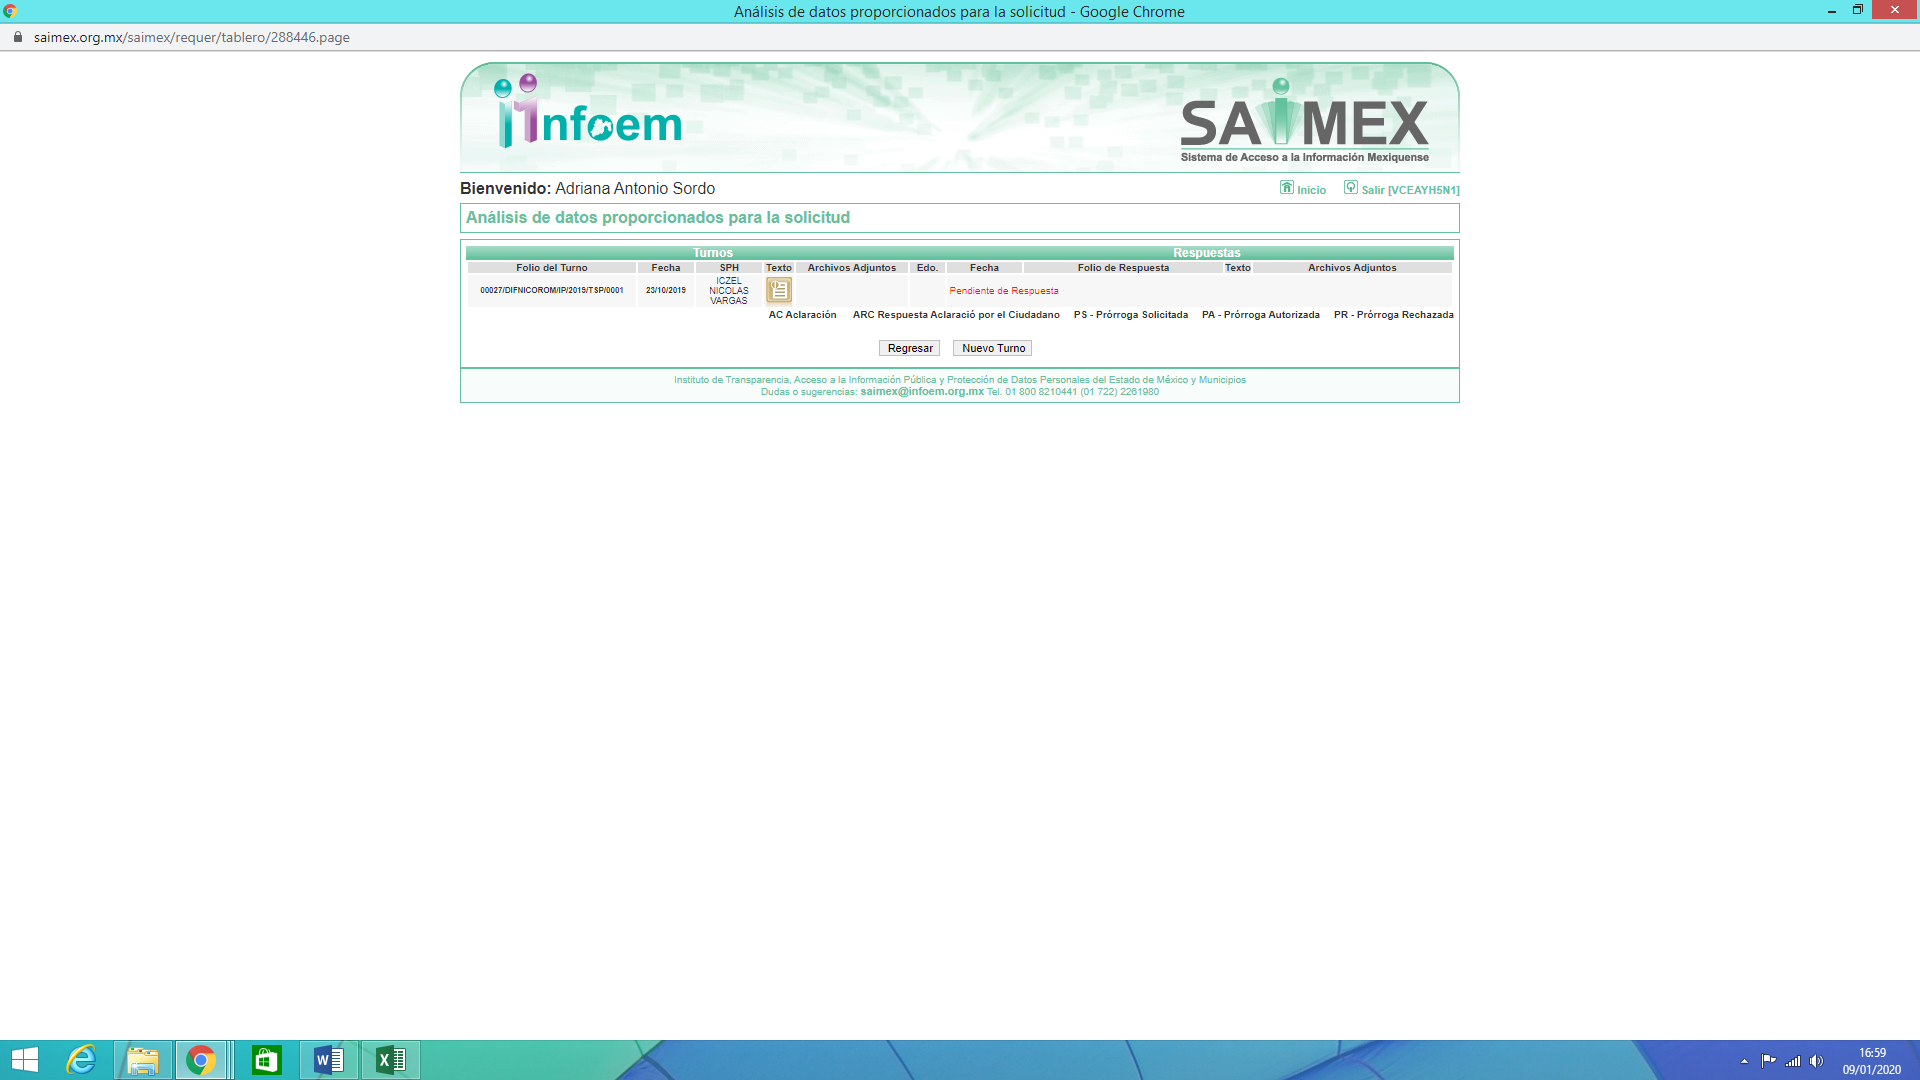 Análisis de datos proporcionados para la solicitud - Google Chrome
saimex.org.mx/saimex/requer/tablero/288446.page
infoem
SAIMEX
Sistema de Acceso a la Información Mexiquense
Bienvenido: Adriana Antonio Sordo
Inicio Salir [VCEAYH5N1]
Análisis de datos proporcionados para la solicitud
Turnos Respuestas
Folio del Turno Fecha SPH Texto Archivos Adjuntos Edo. Fecha Folio de Respuesta Texto Archivos Adjuntos
00027/DIFNICOROM/IP/2019/TSP/0001 23/10/2019 ICZEL NICOLAS VARGAS Pendiente de Respuesta
AC Aclaración ARC Respuesta Aclaració por el Ciudadano PS - Prórroga Solicitada PA - Prórroga Autorizada PR - Prórroga Rechazada
Regresar Nuevo Turno
Instituto de Transparencia, Acceso a la Información Pública y Protección de Datos Personales del Estado de México y Municipios
Dudas o sugerencias: saimex@infoem.org.mx Tel. 01 800 8210441 (01 722) 2261980
16:59
09/01/2020